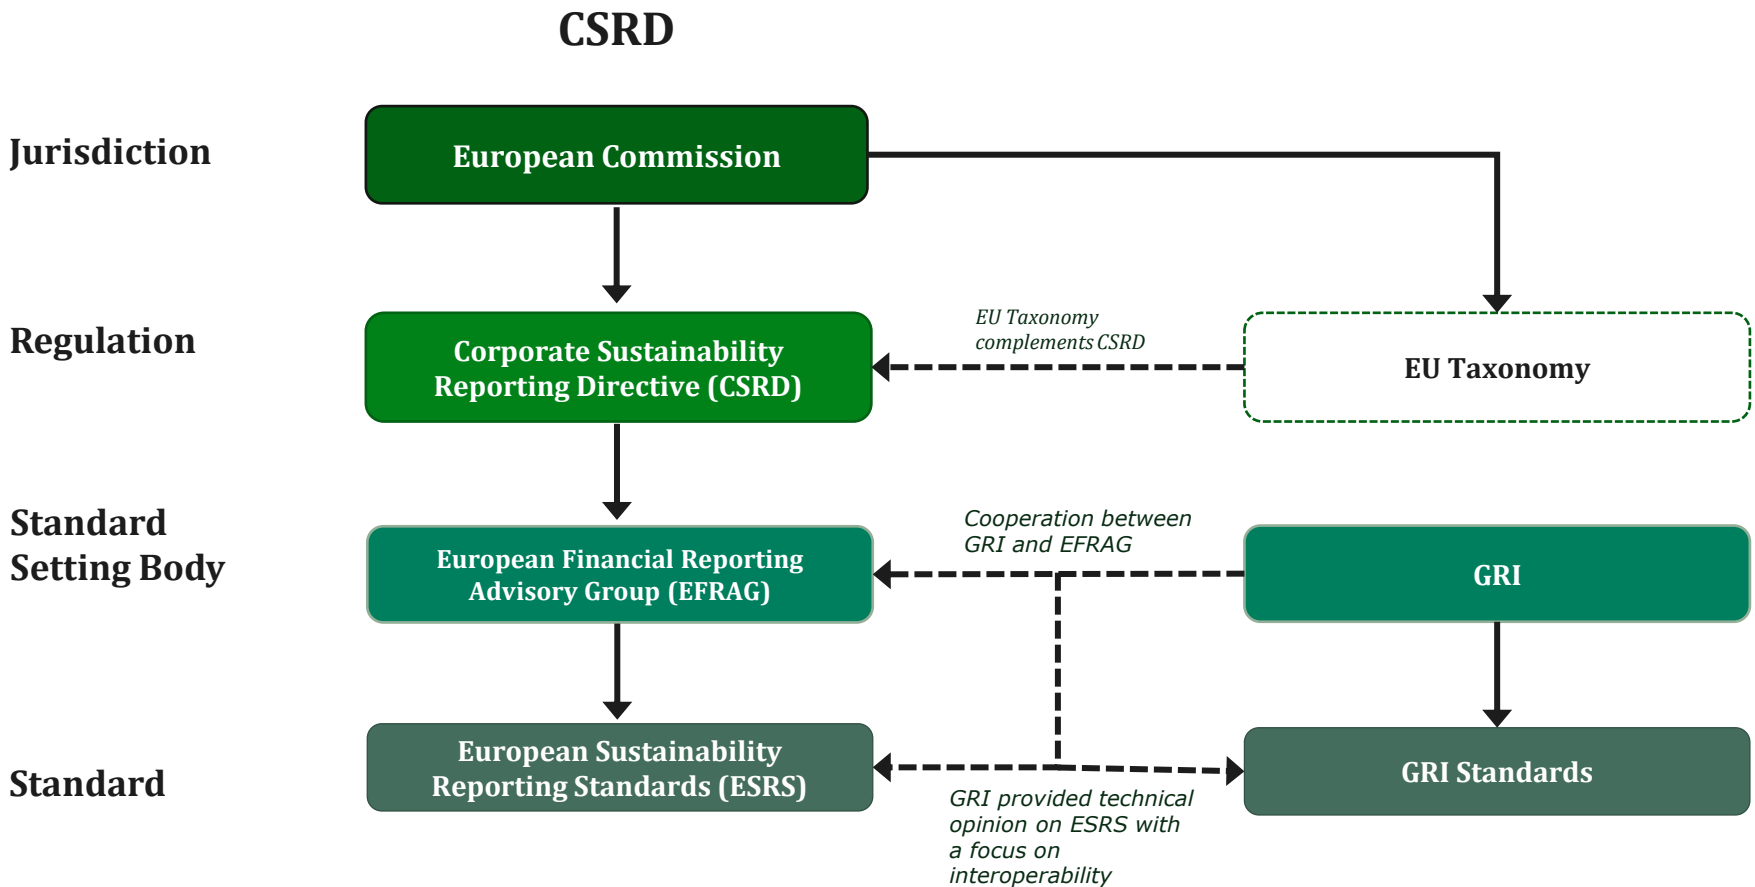 CSRD
Jurisdiction
European Commission
Regulation
Corporate Sustainability
Reporting Directive (CSRD)
EU Taxonomy
complements CSRD
EU Taxonomy
Standard
Setting Body
European Financial Reporting
Advisory Group (EFRAG)
Cooperation between
GRI and EFRAG
GRI
Standard
European Sustainability
Reporting Standards (ESRS)
GRI provided technical
opinion on ESRS with
a focus on
interoperability
GRI Standards